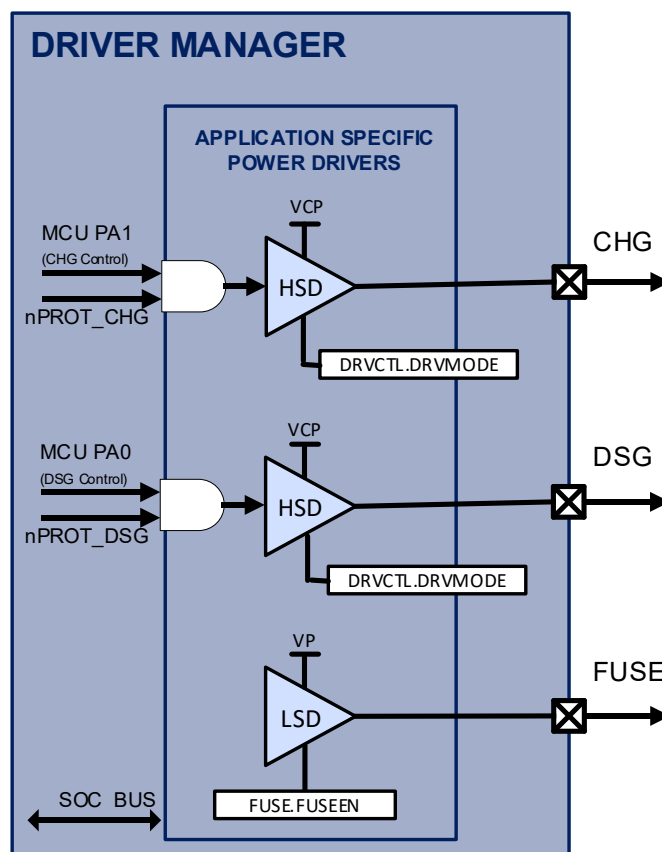 DRIVER MANAGER
APPLICATION SPECIFIC
POWER DRIVERS
VCP
MCU PA1
(CHG Control)
nPROT_CHG
HSD
CHG
DRVCTL.DRVMODE
VCP
MCU PA0
(DSG Control)
nPROT_DSG
HSD
DSG
DRVCTL.DRVMODE
VP
LSD
FUSE
FUSE.FUSEEN
SOC BUS